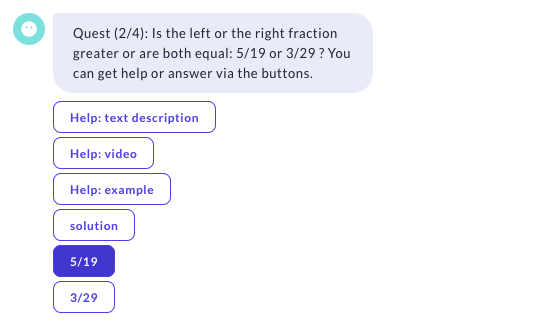 Quest (2/4): Is the left or the right fraction
greater or are both equal: 5/19 or 3/29 ? You
can get help or answer via the buttons.
Help: text description
Help: video
Help: example
solution
5/19
3/29